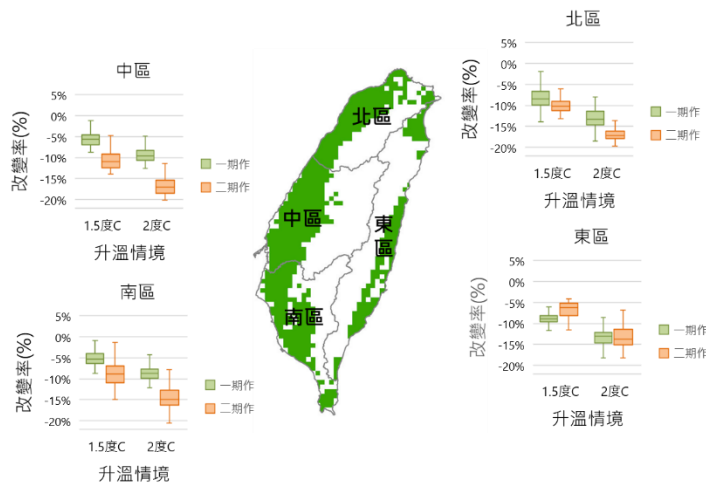 中區
5%
0%
-5%
-10%
-15%
-20%
改變率(%)
1.5度C 2度C
升溫情境
一期作
二期作
北區
5%
0%
-5%
-10%
-15%
-20%
改變率(%)
1.5度C 2度C
升溫情境
一期作
二期作
北區
中區
東
區
南區
南區
5%
0%
-5%
-10%
-15%
-20%
改變率(%)
1.5度C 2度C
升溫情境
一期作
二期作
東區
5%
0%
-5%
-10%
-15%
-20%
改變率(%)
1.5度C 2度C
升溫情境
一期作
二期作